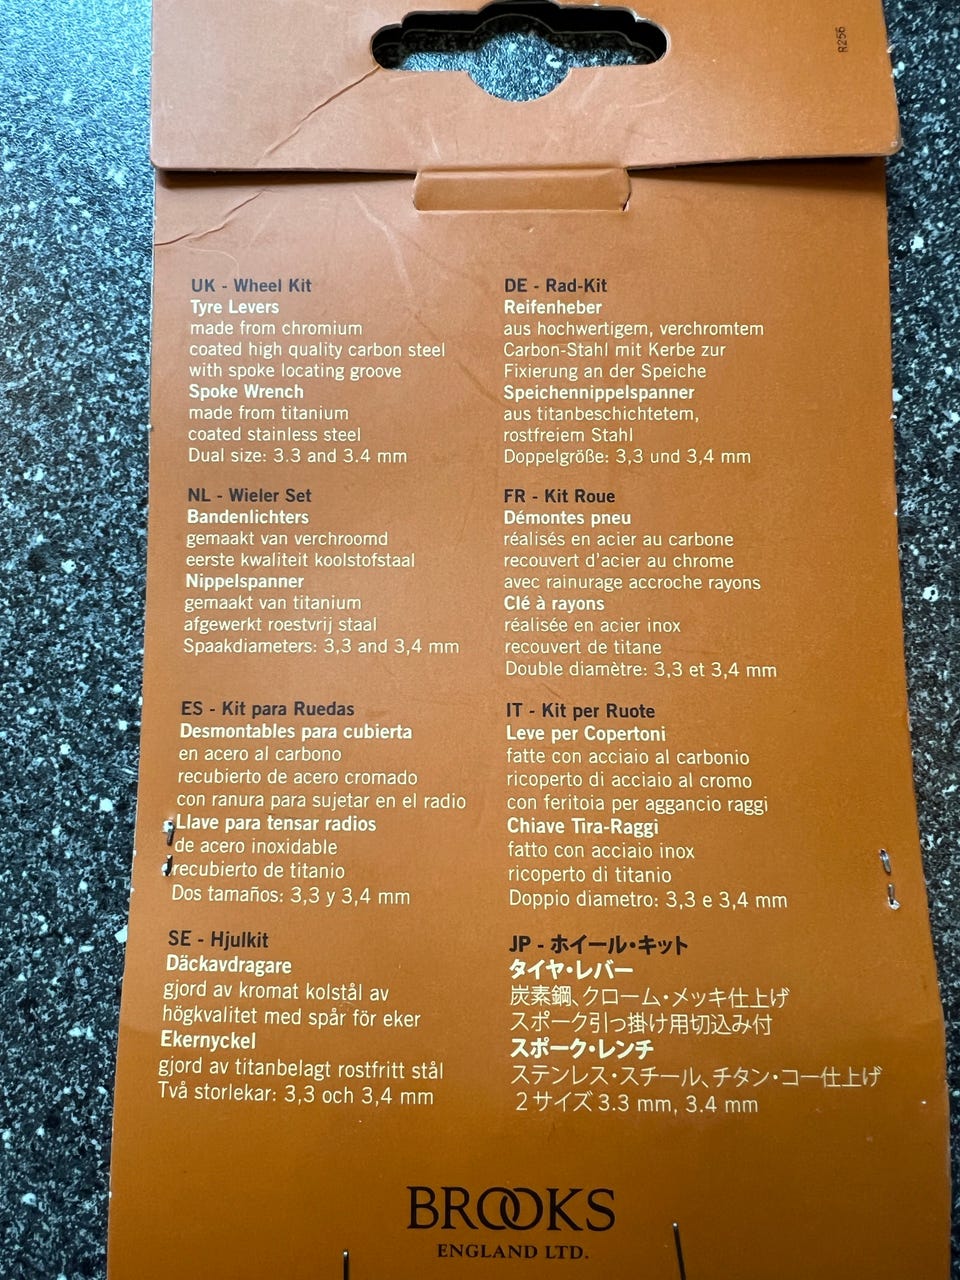 R256
UK - Wheel Kit
Tyre Levers
made from chromium
coated high quality carbon steel
with spoke locating groove
Spoke Wrench
made from titanium
coated stainless steel
Dual size: 3.3 and 3.4 mm
DE - Rad-Kit
Reifenheber
aus hochwertigem, verchromtem
Carbon-Stahl mit Kerbe zur
Fixierung an der Speiche
Speichennippelspanner
aus titanbeschichtetem,
rostfreiem Stahl
Doppelgröße: 3,3 und 3,4 mm
NL - Wieler Set
Bandenlichters
gemaakt van verchroomd
eerste kwaliteit koolstofstaal
Nippelspanner
gemaakt van titanium
afgewerkt roestvrij staal
Spaakdiameters: 3,3 and 3,4 mm
FR - Kit Roue
Démontes pneu
réalisés en acier au carbone
recouvert d'acier au chrome
avec rainurage accroche rayons
Clé à rayons
réalisée en acier inox
recouvert de titane
Double diamètre: 3,3 et 3,4 mm
ES - Kit para Ruedas
Desmontables para cubierta
en acero al carbono
recubierto de acero cromado
con ranura para sujetar en el radio
Llave para tensar radios
de acero inoxidable
recubierto de titanio
Dos tamaños: 3,3 y 3,4 mm
IT - Kit per Ruote
Leve per Copertoni
fatte con acciaio al carbonio
ricoperto di acciaio al cromo
con feritoia per aggancio raggi
Chiave Tira-Raggi
fatto con acciaio inox
ricoperto di titanio
Doppio diametro: 3,3 e 3,4 mm
SE - Hjulkit
Däckavdragare
gjord av kromat kolstål av
högkvalitet med spår för eker
Ekernyckel
gjord av titanbelagt rostfritt stål
Två storlekar: 3,3 och 3,4 mm
JP - ホイール・キット
タイヤ・レバー
炭素鋼、クローム・メッキ仕上げ
スポーク引っ掛け用切込み付
スポーク・レンチ
ステンレス・スチール、チタン・コー仕上げ
2サイズ 3.3 mm, 3.4 mm
BROOKS
ENGLAND LTD.